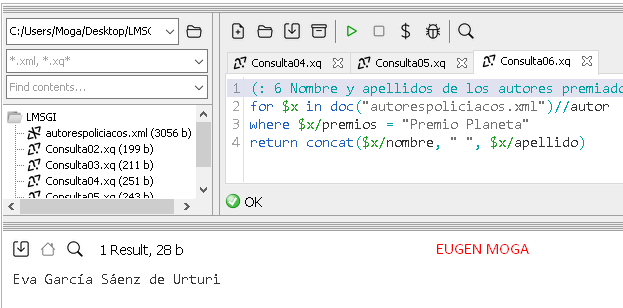 C:/Users/Moga/Desktop/LMSG
*.xml, *.xq*
Find contents...
LMSGI
autorespoliciacos.xml (3056 b)
Consulta02.xq (199 b)
Consulta03.xq (211 b)
Consulta04.xq (251 b)
Consulta05.xq (243 b)
Consulta04.xq
Consulta05.xq
Consulta06.xq
1 (: 6 Nombre y apellidos de los autores premiado
2 for $x in doc("autorespoliciacos.xml")//autor
3 where $x/premios = "Premio Planeta"
4 return concat($x/nombre, " ", $x/apellido)
OK
1 Result, 28 b
EUGEN MOGA
Eva García Sáenz de Urturi